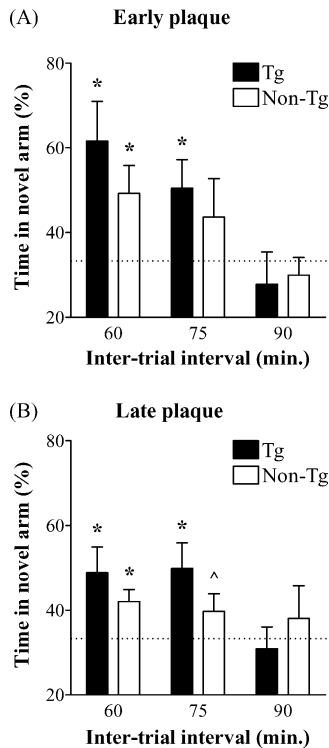 (A) Early plaque
80
60
40
20
Time in novel arm (%)
Tg
Non-Tg
*
*
*
60 75 90
Inter-trial interval (min.)
(B) Late plaque
80
60
40
20
Time in novel arm (%)
Tg
Non-Tg
*
*
*
^
60 75 90
Inter-trial interval (min.)